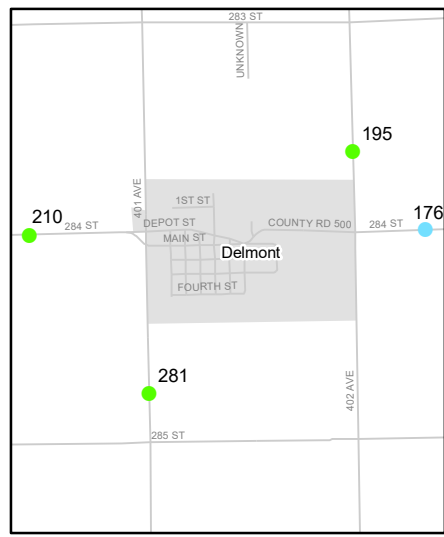 283 ST
UNKNOWN
195
401 AVE
1ST ST
210
176
284 ST
DEPOT ST
COUNTY RD 500
284 ST
MAIN ST
Delmont
FOURTH ST
281
402 AVE
285 ST